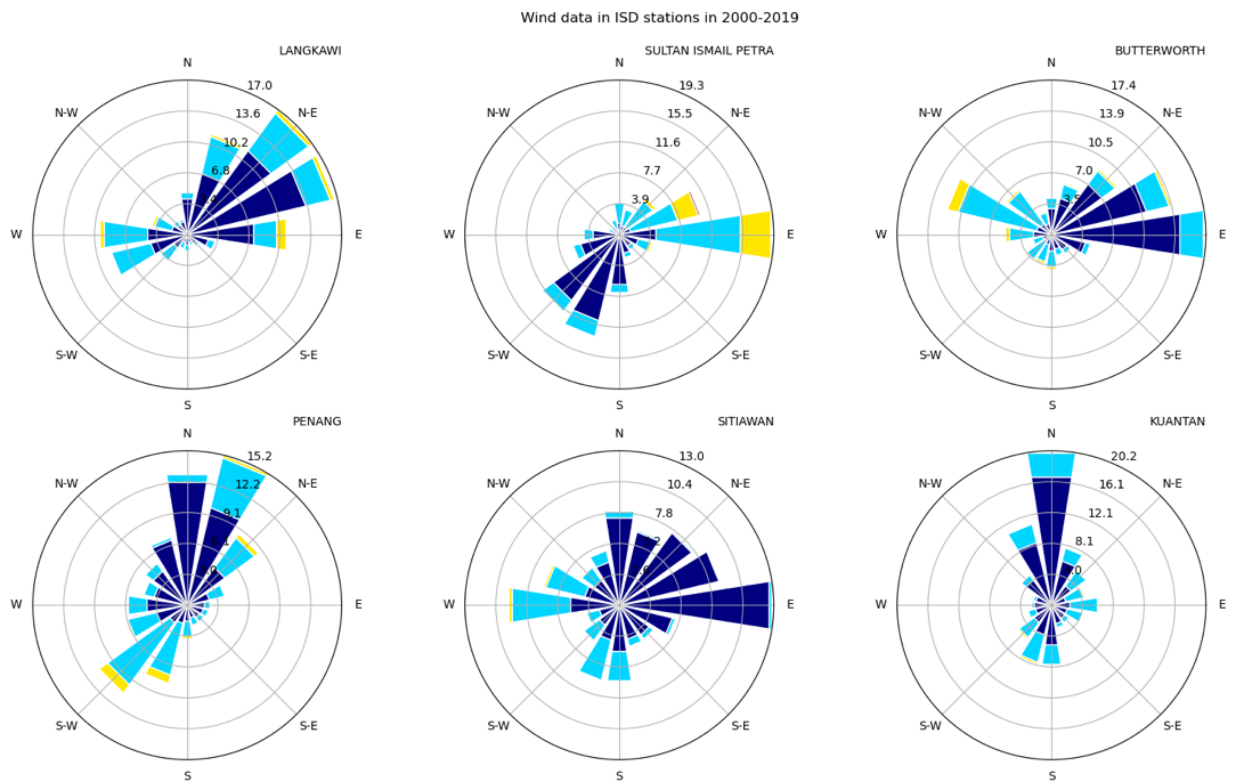 Wind data in ISD stations in 2000-2019
LANGKAWI
N
17.0
N-W
13.6
N-E
10.2
6.8
W
E
S-W
S-E
S
SULTAN ISMAIL PETRA
N
19.3
N-W
15.5
N-E
11.6
7.7
3.9
W
E
S-W
S-E
S
BUTTERWORTH
N
17.4
N-W
13.9
N-E
10.5
7.0
3.5
W
E
S-W
S-E
S
PENANG
N
15.2
N-W
12.2
N-E
9.1
W
E
S-W
S-E
S
SITIAWAN
N
13.0
N-W
10.4
N-E
7.8
W
E
S-W
S-E
S
KUANTAN
N
20.2
N-W
16.1
N-E
12.1
8.1
W
E
S-W
S-E
S